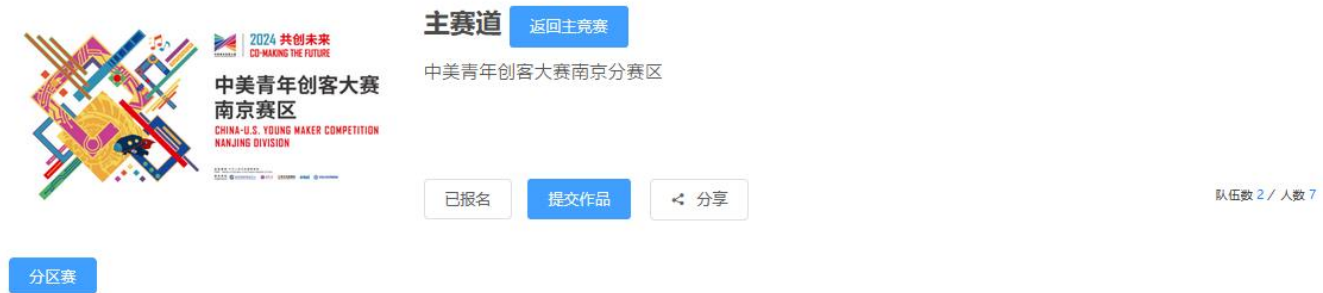 主赛道
返回主竞赛
中美青年创客大赛南京分赛区
2024 共创未来
CO-MAKING THE FUTURE
中美青年创客大赛
南京赛区
CHINA-U.S. YOUNG MAKER COMPETITION
NANJING DIVISION
已报名
提交作品
分享
队伍数 2 / 人数 7
分区赛